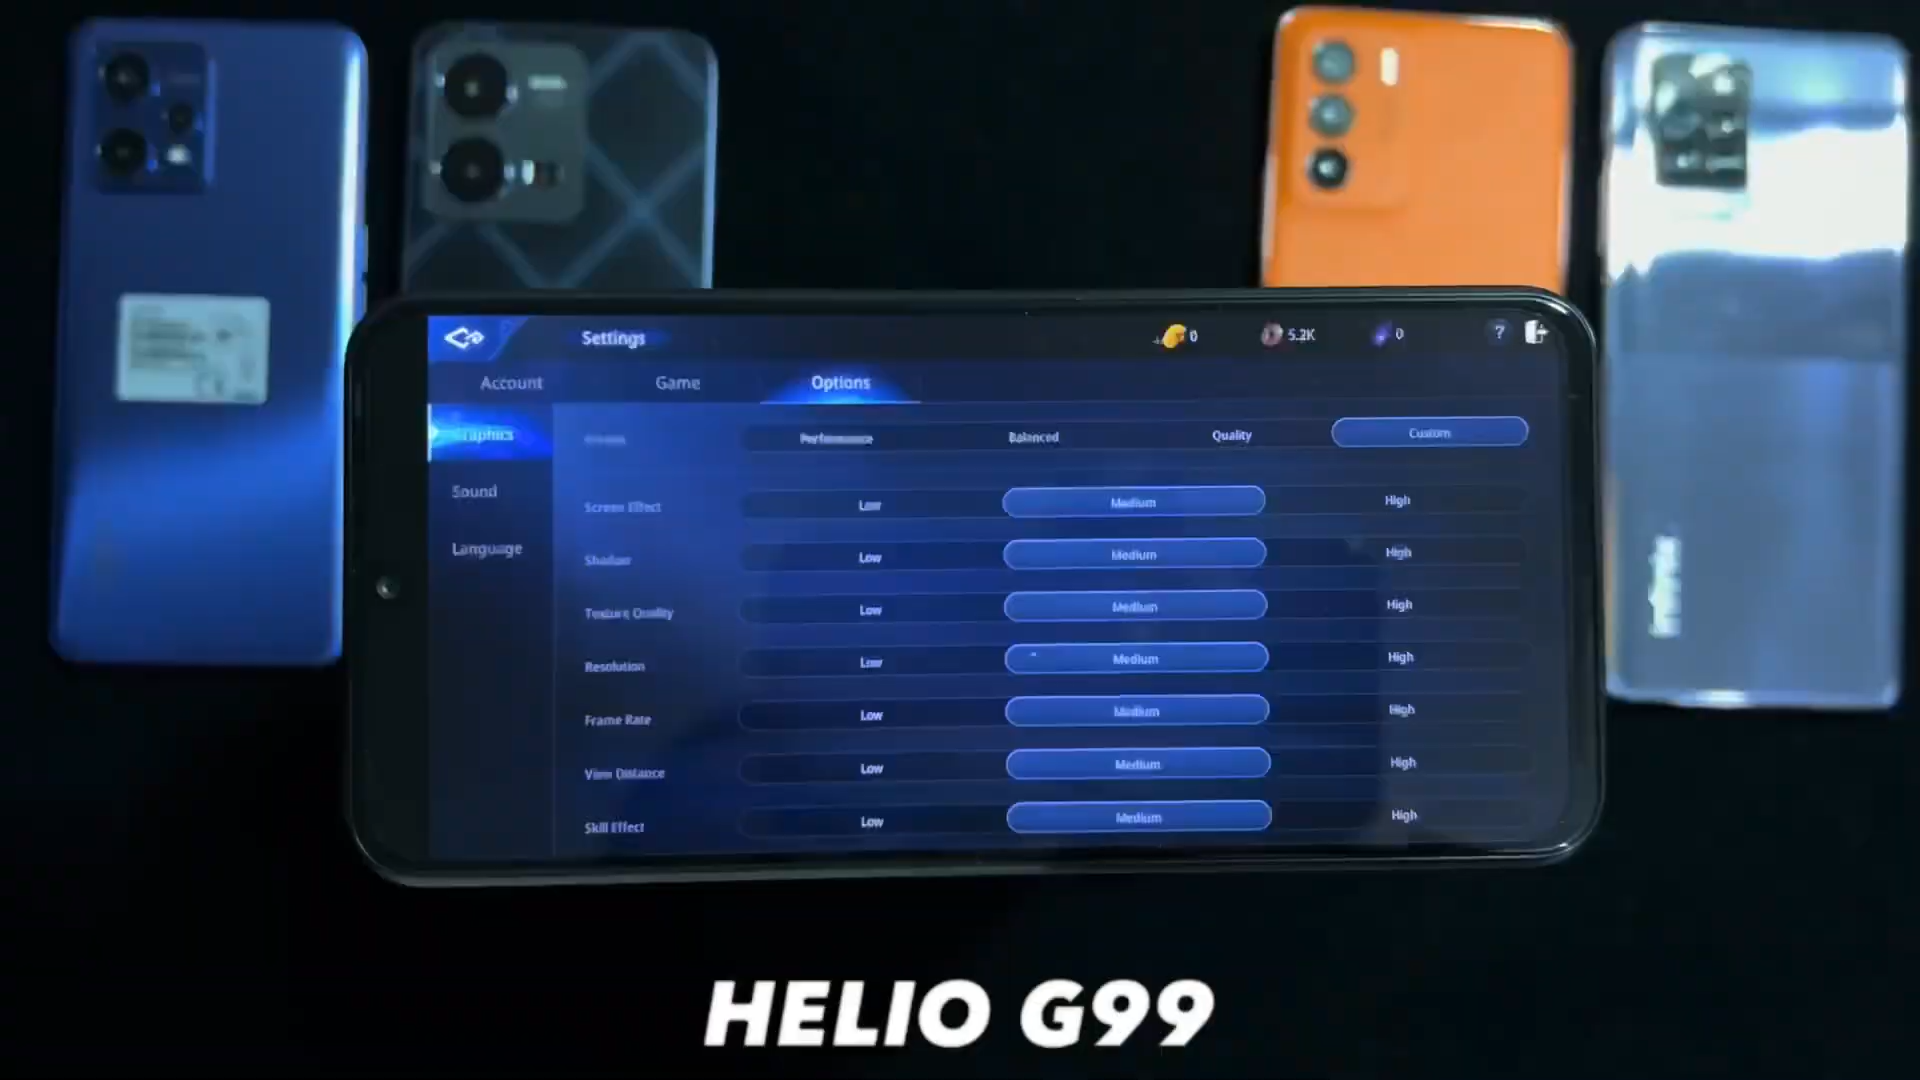 Settings
0
5.2K
0
?
Account
Game
Options
Graphics
Performance
Balanced
Quality
Custom
Sound
Language
Screen Effect
Low
Medium
High
Shadow
Low
Medium
High
Texture Quality
Low
Medium
High
Resolution
Low
Medium
High
Frame Rate
Low
Medium
High
View Distance
Low
Medium
High
Skill Effect
Low
Medium
High
Infinix
HELIO G99